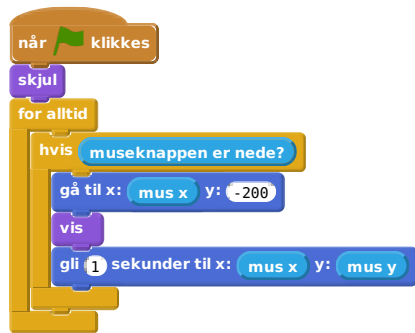 når klikkes
skjul
for alltid
hvis museknappen er nede?
gå til x: mus x y: -200
vis
gli 1 sekunder til x: mus x y: mus y